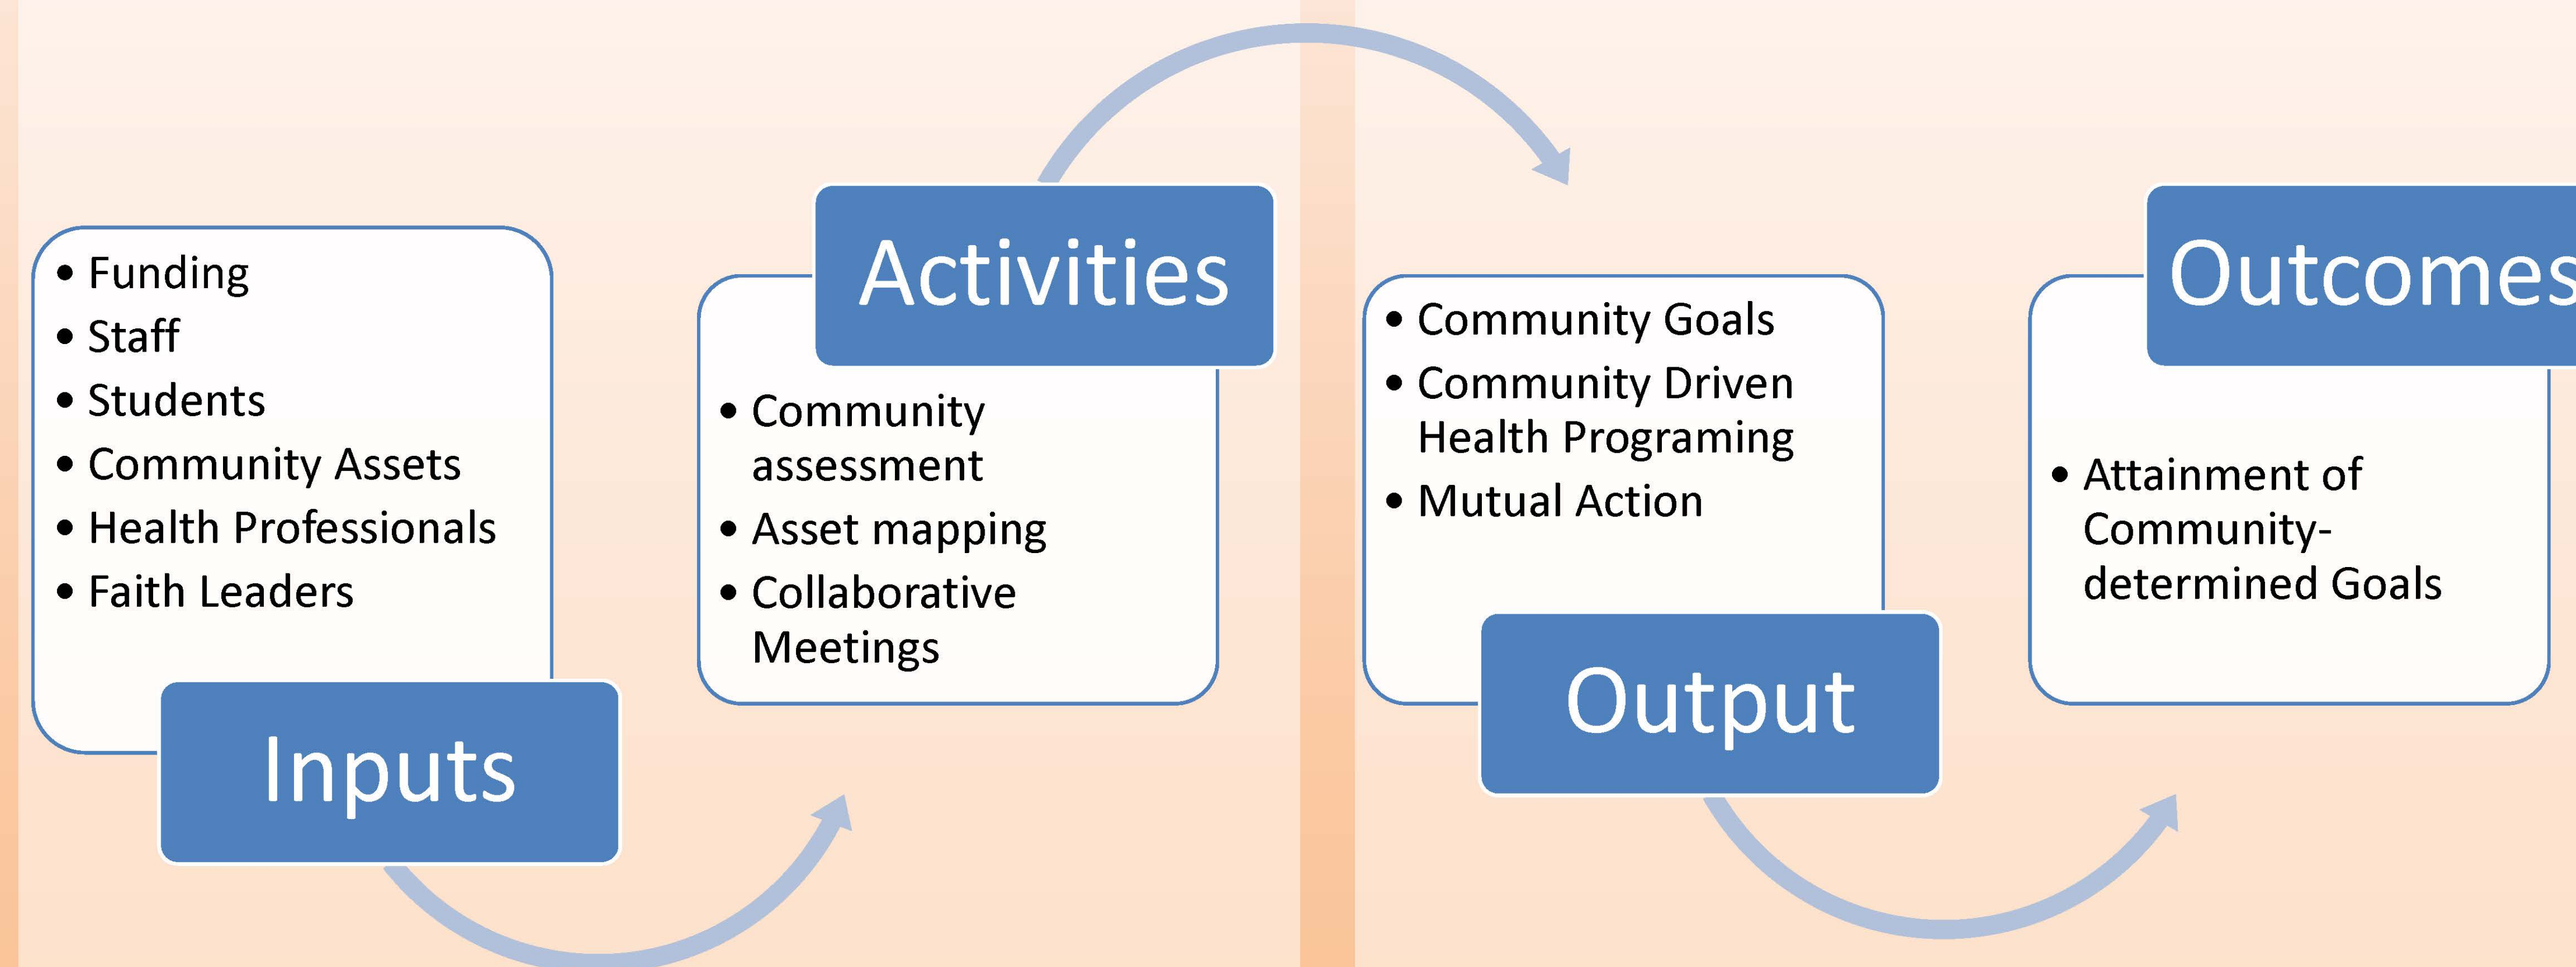 • Funding
• Staff
• Students
• Community Assets
• Health Professionals
• Faith Leaders
Inputs
Activities
• Community
assessment
• Asset mapping
• Collaborative
Meetings
• Community Goals
• Community Driven
Health Programing
• Mutual Action
Output
Outcomes
• Attainment of
Community-
determined Goals